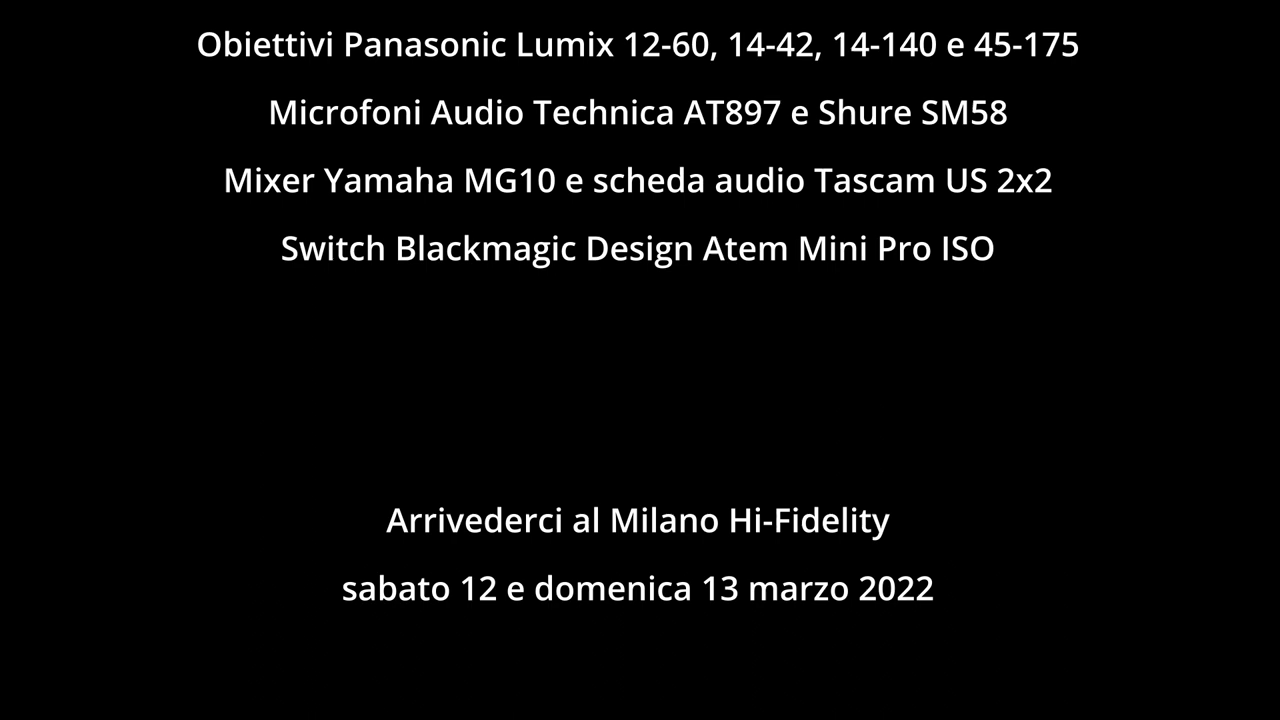 Obiettivi Panasonic Lumix 12-60, 14-42, 14-140 e 45-175
Microfoni Audio Technica AT897 e Shure SM58
Mixer Yamaha MG10 e scheda audio Tascam US 2x2
Switch Blackmagic Design Atem Mini Pro ISO
Arrivederci al Milano Hi-Fidelity
sabato 12 e domenica 13 marzo 2022